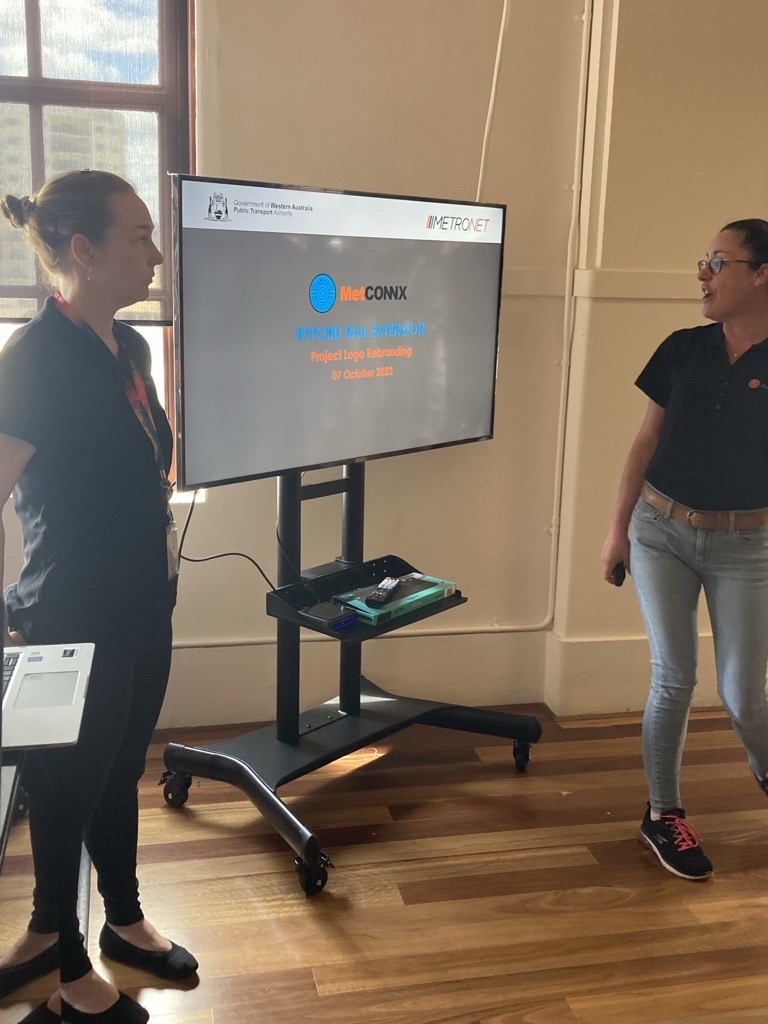 Government of Western Australia
Public Transport Authority
METRONET
MetCONNX
BYFORD RAIL EXTENSION
Project Logo Rebranding
07 October 2022